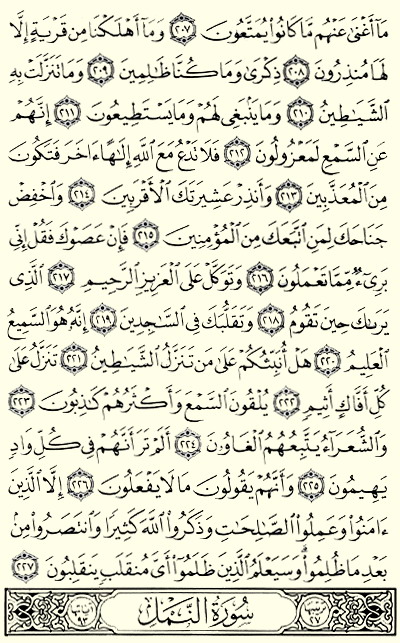 مَآ أَغْنَىٰ عَنْهُم مَّا كَانُوا۟ يُمَتَّعُونَ ٢٠٧ وَمَآ أَهْلَكْنَا مِن قَرْيَةٍ إِلَّا
لَهَا مُنذِرُونَ ٢٠٨ ذِكْرَىٰ وَمَا كُنَّا ظَـٰلِمِينَ ٢٠٩ وَمَا تَنَزَّلَتْ بِهِ
ٱلشَّيَـٰطِينُ ٢١٠ وَمَا يَنۢبَغِى لَهُمْ وَمَا يَسْتَطِيعُونَ ٢١١ إِنَّهُمْ
عَنِ ٱلسَّمْعِ لَمَعْزُولُونَ ٢١٢ فَلَا تَدْعُ مَعَ ٱللَّهِ إِلَـٰهًا ءَاخَرَ فَتَكُونَ
مِنَ ٱلْمُعَذَّبِينَ ٢١٣ وَأَنذِرْ عَشِيرَتَكَ ٱلْأَقْرَبِينَ ٢١٤ وَٱخْفِضْ
جَنَاحَكَ لِمَنِ ٱتَّبَعَكَ مِنَ ٱلْمُؤْمِنِينَ ٢١٥ فَإِنْ عَصَوْكَ فَقُلْ إِنِّى
بَرِىٓءٌ مِّمَّا تَعْمَلُونَ ٢١٦ وَتَوَكَّلْ عَلَى ٱلْعَزِيزِ ٱلرَّحِيمِ ٢١٧ ٱلَّذِى
يَرَىٰكَ حِينَ تَقُومُ ٢١٨ وَتَقَلُّبَكَ فِى ٱلسَّـٰجِدِينَ ٢١٩ إِنَّهُۥ هُوَ ٱلسَّمِيعُ
ٱلْعَلِيمُ ٢٢٠ هَلْ أُنَبِّئُكُمْ عَلَىٰ مَن تَنَزَّلُ ٱلشَّيَـٰطِينُ ٢٢١ تَنَزَّلُ عَلَىٰ
كُلِّ أَفَّاكٍ أَثِيمٍ ٢٢٢ يُلْقُونَ ٱلسَّمْعَ وَأَكْثَرُهُمْ كَـٰذِبُونَ ٢٢٣
وَٱلشُّعَرَآءُ يَتَّبِعُهُمُ ٱلْغَاوُۥنَ ٢٢٤ أَلَمْ تَرَ أَنَّهُمْ فِى كُلِّ وَادٍ
يَهِيمُونَ ٢٢٥ وَأَنَّهُمْ يَقُولُونَ مَا لَا يَفْعَلُونَ ٢٢٦ إِلَّا ٱلَّذِينَ
ءَامَنُوا۟ وَعَمِلُوا۟ ٱلصَّـٰلِحَـٰتِ وَذَكَرُوا۟ ٱللَّهَ كَثِيرًا وَٱنتَصَرُوا۟ مِنۢ
بَعْدِ مَا ظُلِمُوا۟ ۗ وَسَيَعْلَمُ ٱلَّذِينَ ظَلَمُوٓا۟ أَىَّ مُنقَلَبٍ يَنقَلِبُونَ ٢٢٧
ترتيبها ٢٧ سُورَةُ ٱلنَّمْلِ آياتها ٩٣